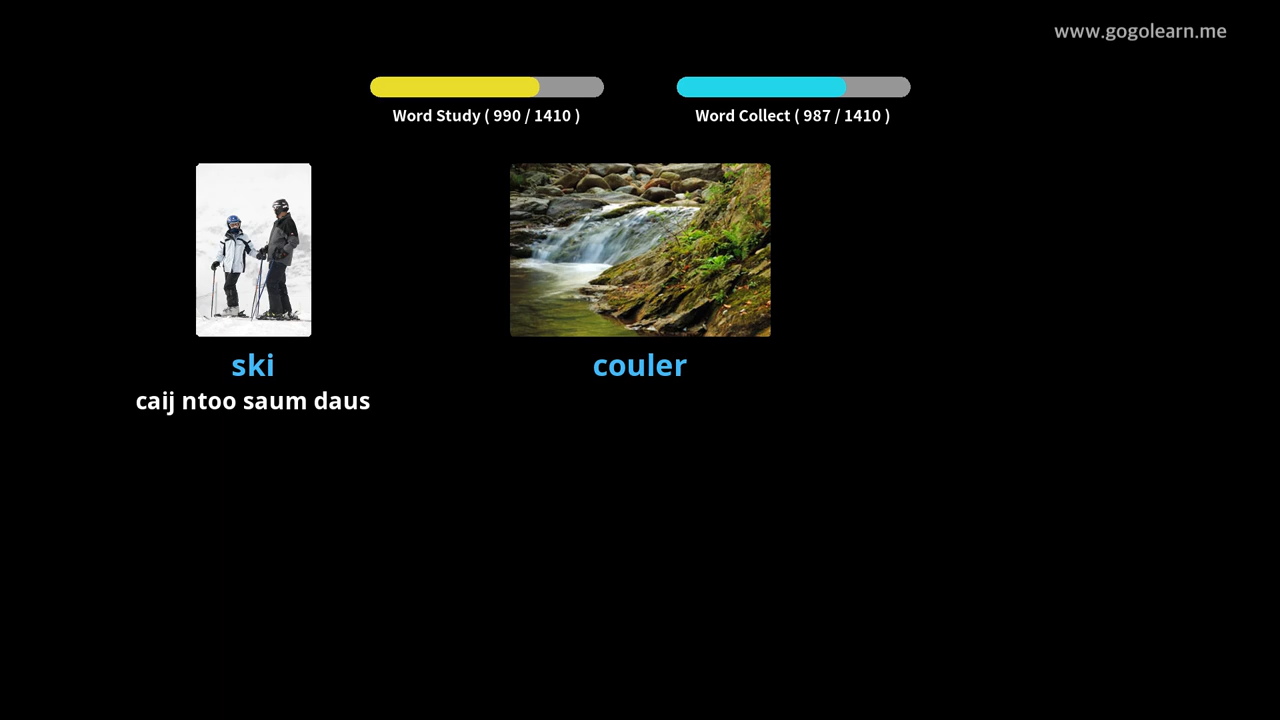 www.gogolearn.me
Word Study ( 990 / 1410 )
Word Collect ( 987 / 1410 )
ski
caij ntoo saum daus
couler